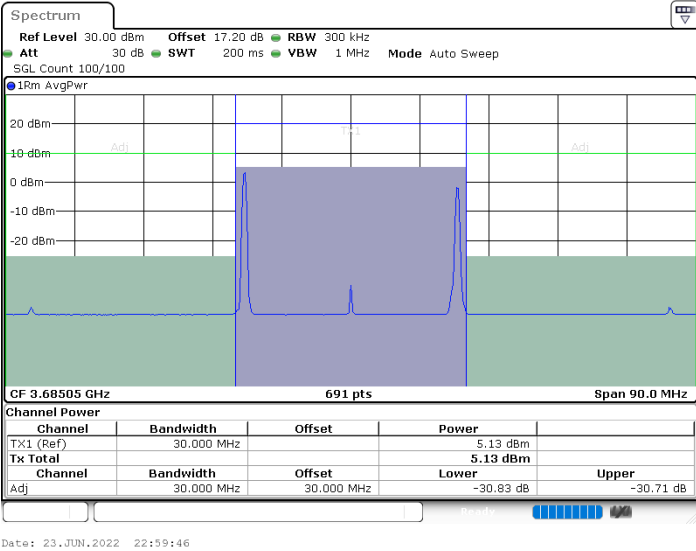 Spectrum
Ref Level 30.00 dBm Offset 17.20 dB RBW 300 kHz
Att 30 dB SWT 200 ms VBW 1 MHz Mode Auto Sweep
SGL Count 100/100
1Rm AvgPwr
20 dBm
TX1
Adj Adj
10 dBm
0 dBm
-10 dBm
-20 dBm
CF 3.68505 GHz 691 pts Span 90.0 MHz
Channel Power
Channel Bandwidth Offset Power
TX1 (Ref) 30.000 MHz 5.13 dBm
Tx Total 5.13 dBm
Channel Bandwidth Offset Lower Upper
Adj 30.000 MHz 30.000 MHz -30.83 dB -30.71 dB
Ready
Date: 23.JUN.2022 22:59:46